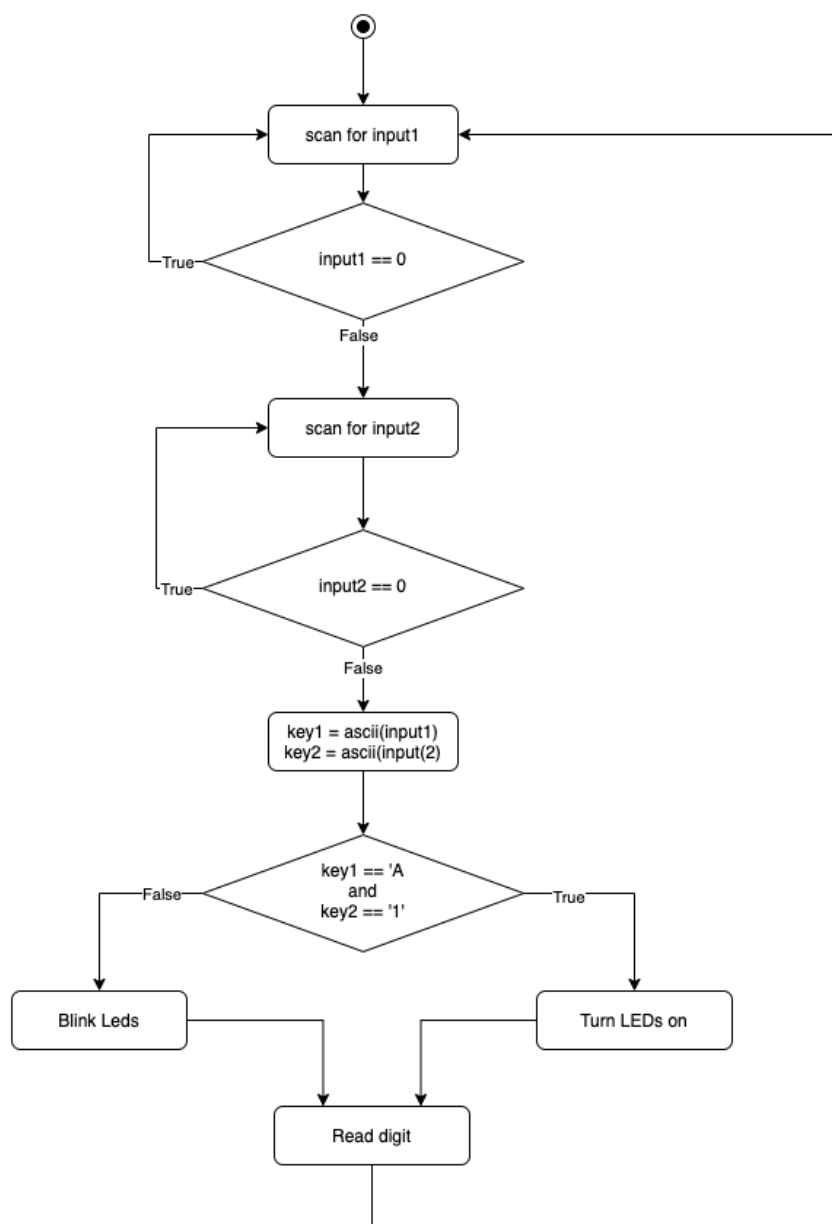 scan for input1
input1 == 0
True
False
scan for input2
input2 == 0
True
False
key1 = ascii(input1)
key2 = ascii(input(2)
key1 == 'A
and
key2 == '1'
False
True
Blink Leds
Turn LEDs on
Read digit